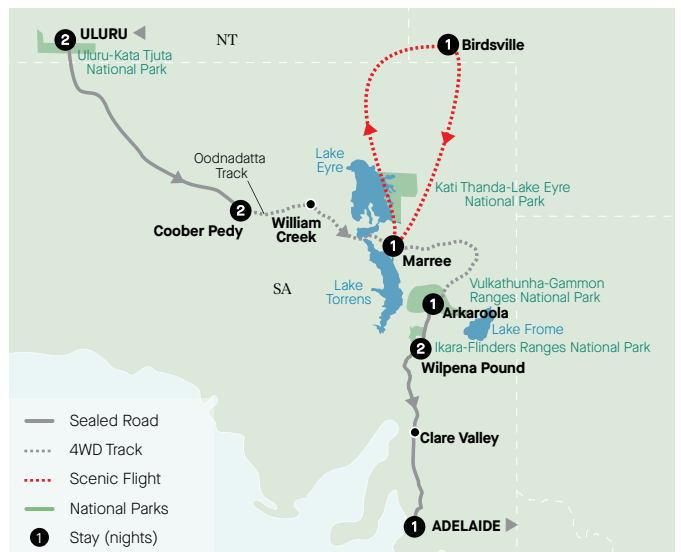 2 ULURU
NT
1 Birdsville
Uluru-Kata Tjuta
National Park
Oodnadatta
Track
Lake
Eyre
Kati Thanda-Lake Eyre
National Park
2
Coober Pedy
William
Creek
1
Marree
SA
Lake
Torrens
Vulkathunha-Gammon
Ranges National Park
1
Arkaroola
Lake Frome
2
Ikara-Flinders Ranges National Park
Wilpena Pound
Sealed Road
4WD Track
Clare Valley
Scenic Flight
National Parks
1 Stay (nights)
1 ADELAIDE